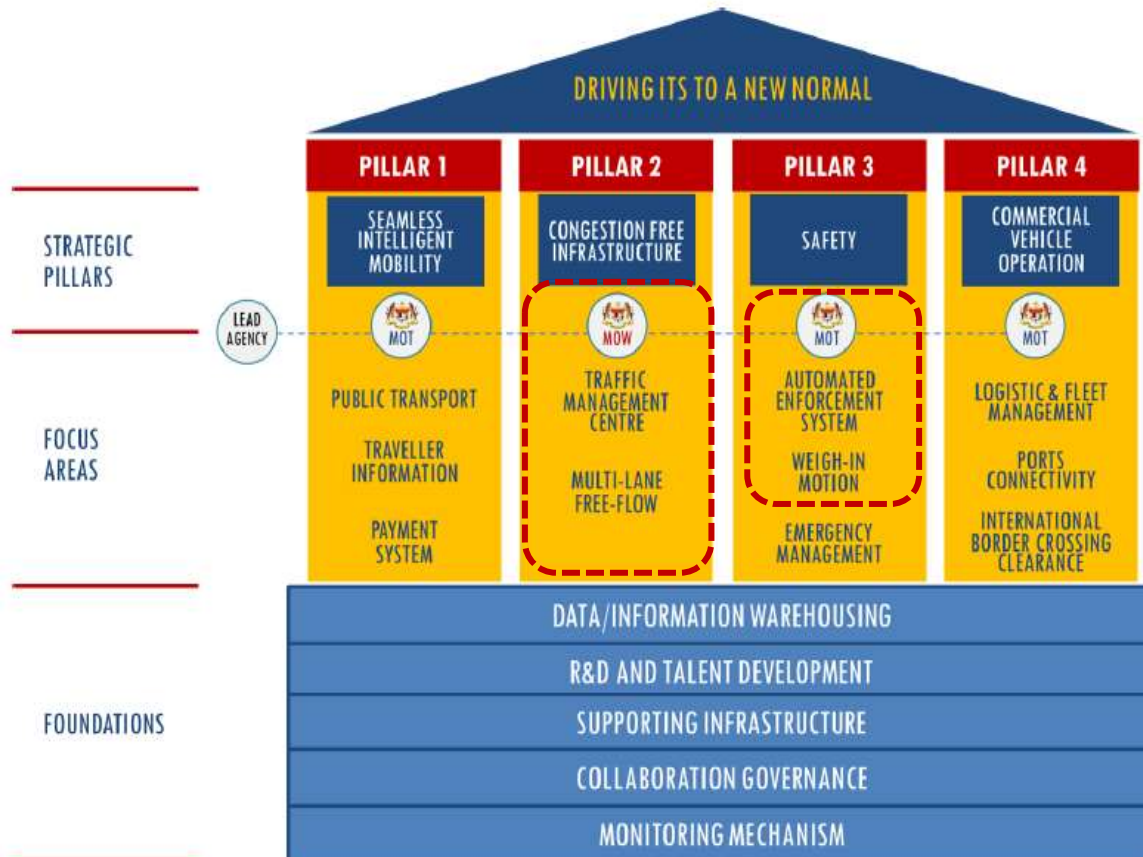 DRIVING ITS TO A NEW NORMAL
PILLAR 1
PILLAR 2
PILLAR 3
PILLAR 4
STRATEGIC
PILLARS
SEAMLESS
INTELLIGENT
MOBILITY
CONGESTION FREE
INFRASTRUCTURE
SAFETY
COMMERCIAL
VEHICLE
OPERATION
LEAD
AGENCY
MOT
MOW
MOT
MOT
FOCUS
AREAS
PUBLIC TRANSPORT
TRAVELLER
INFORMATION
PAYMENT
SYSTEM
TRAFFIC
MANAGEMENT
CENTRE
MULTI-LANE
FREE-FLOW
AUTOMATED
ENFORCEMENT
SYSTEM
WEIGH-IN
MOTION
EMERGENCY
MANAGEMENT
LOGISTIC & FLEET
MANAGEMENT
PORTS
CONNECTIVITY
INTERNATIONAL
BORDER CROSSING
CLEARANCE
FOUNDATIONS
DATA/INFORMATION WAREHOUSING
R&D AND TALENT DEVELOPMENT
SUPPORTING INFRASTRUCTURE
COLLABORATION GOVERNANCE
MONITORING MECHANISM